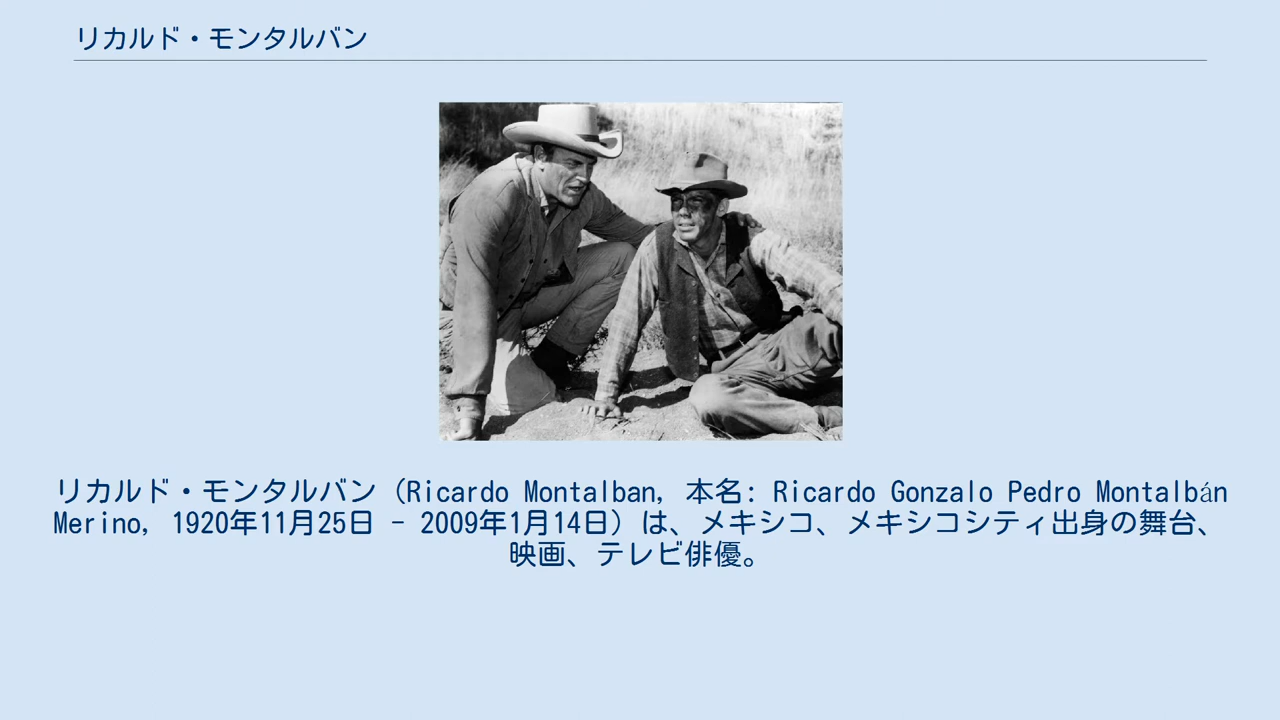 リカルド・モンタルバン
リカルド・モンタルバン（Ricardo Montalban, 本名: Ricardo Gonzalo Pedro Montalbán
Merino, 1920年11月25日 - 2009年1月14日）は、メキシコ、メキシコシティ出身の舞台、
映画、テレビ俳優。